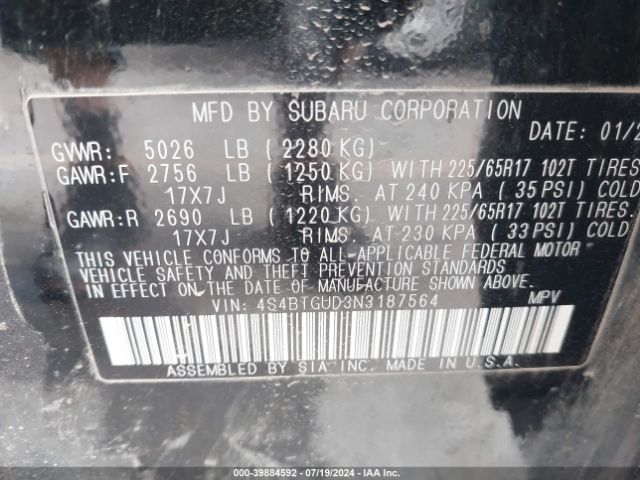 MFD BY SUBARU CORPORATION
DATE: 01/2
GVWR: 5026 LB ( 2280 KG)
GAWR:F 2756 LB ( 1250 KG) WITH 225/65R17 102T TIRES
17X7J RIMS. AT 240 KPA ( 35 PSI) COLD
GAWR:R 2690 LB ( 1220 KG) WITH 225/65R17 102T TIRES.
17X7J RIMS. AT 230 KPA ( 33 PSI) COLD
THIS VEHICLE CONFORMS TO ALL-APPLICABLE FEDERAL MOTOR
VEHICLE SAFETY AND THEFT PREVENTION STANDARDS
IN EFFECT ON THE DATE OF MANUFACTURE SHOWN ABOVE.
VIN: 4S4BTGUD3N3187564 MPV
ASSEMBLED BY SIA INC. MADE IN U.S.A.
000-39884592 - 07/19/2024 - IAA Inc.